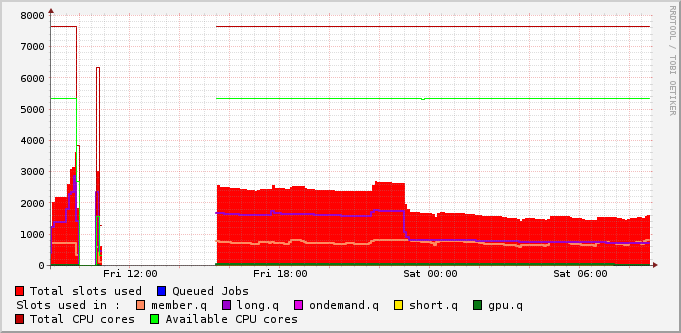 8000
7000
6000
5000
4000
3000
2000
1000
0
Fri 12:00 Fri 18:00 Sat 00:00 Sat 06:00
RRDTOOL / TOBI OETIKER
Total slots used Queued Jobs
Slots used in : member.q long.q ondemand.q short.q gpu.q
Total CPU cores Available CPU cores